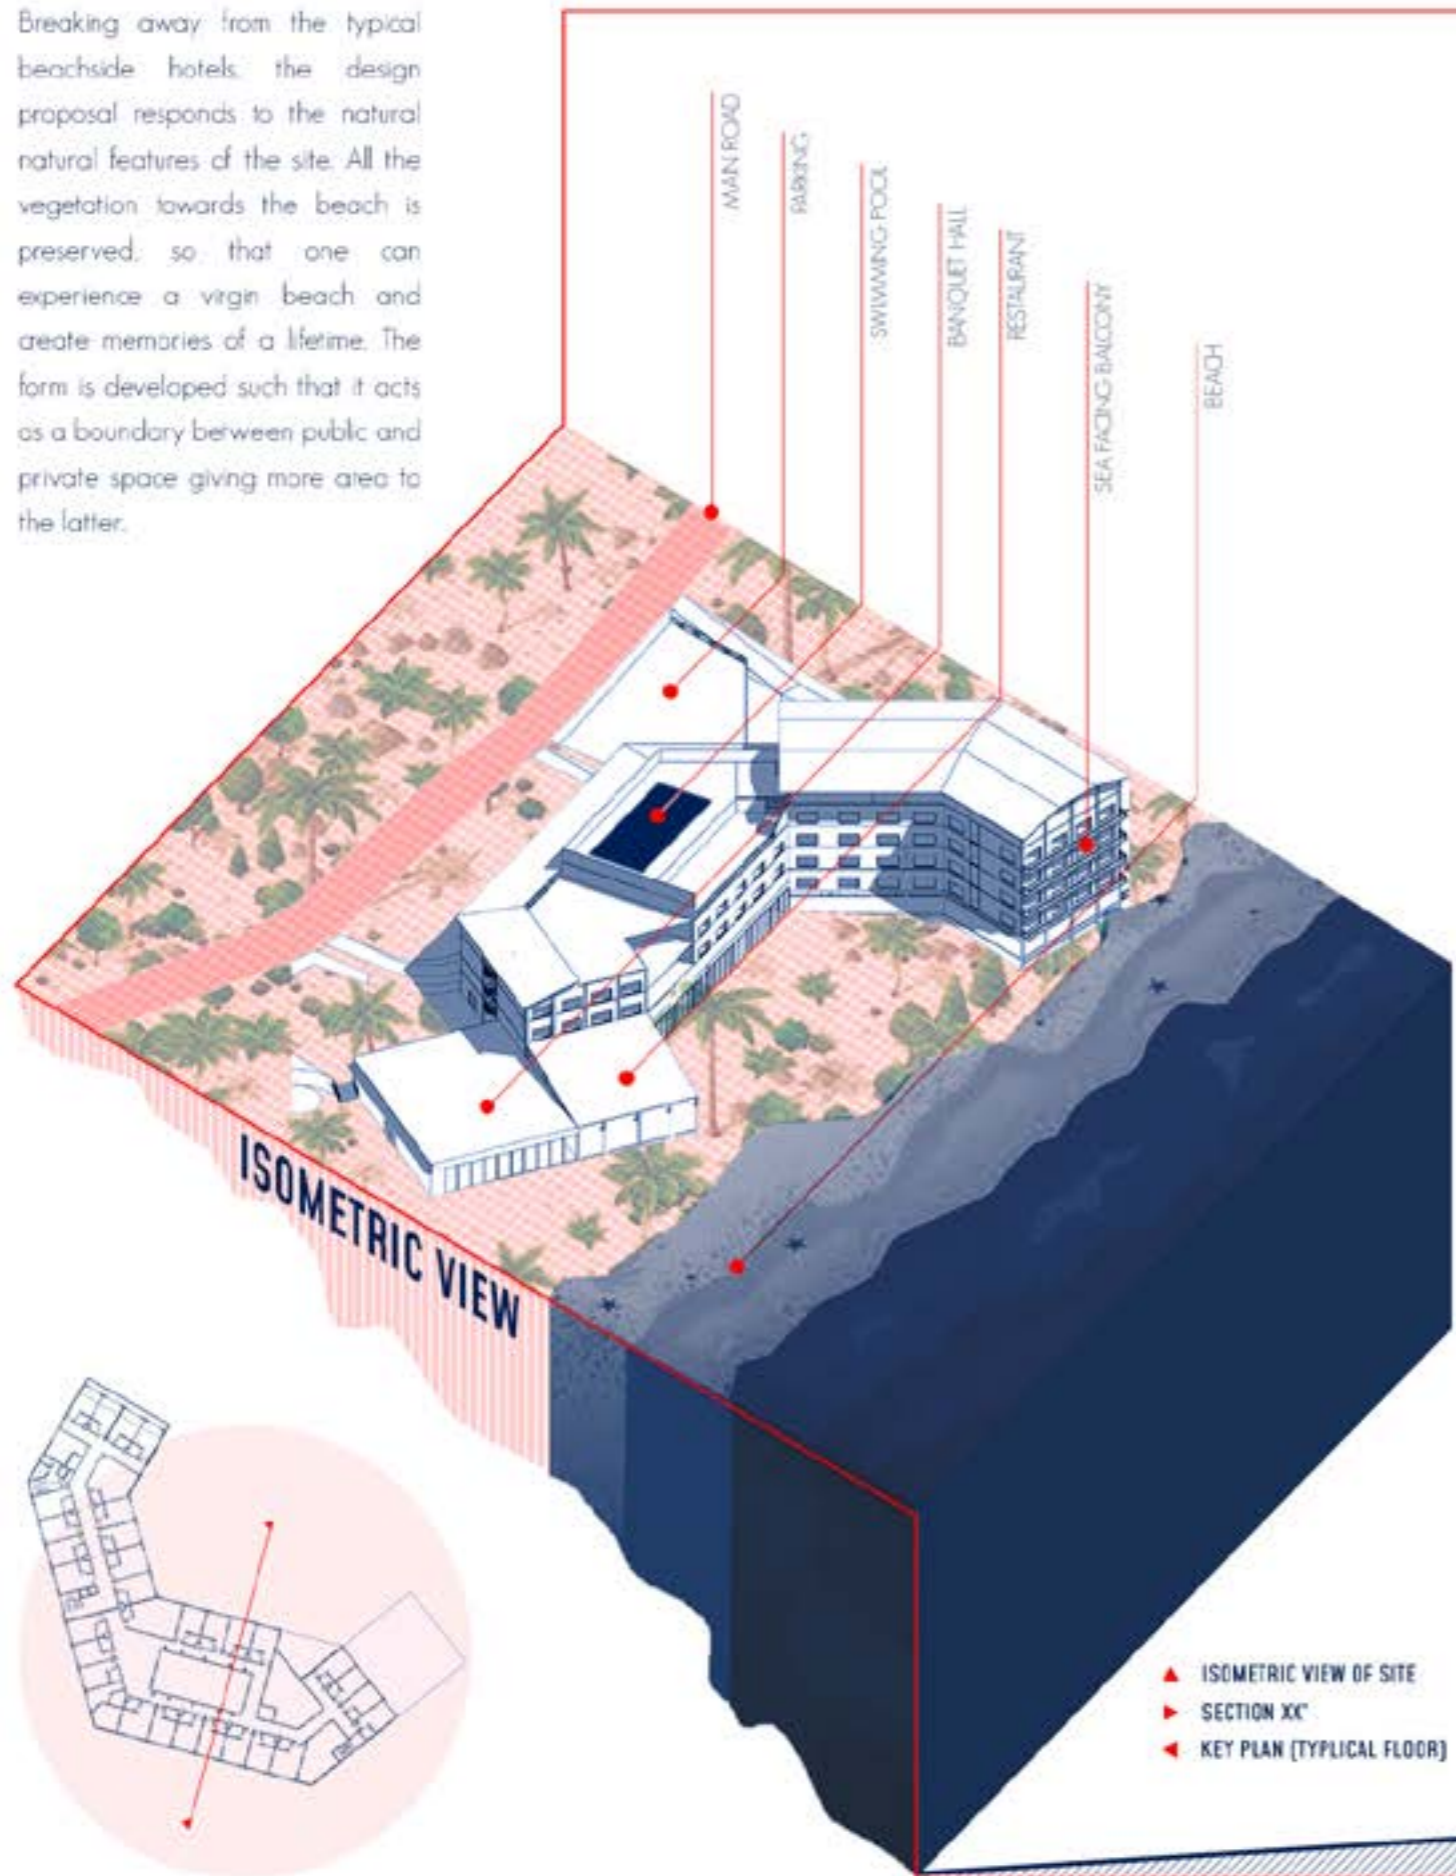 Breaking away from the typical
beachside hotels, the design
proposal responds to the natural
natural features of the site. All the
vegetation towards the beach is
preserved, so that one can
experience a virgin beach and
create memories of a lifetime. The
form is developed such that it acts
as a boundary between public and
private space giving more area to
the latter.
MAN ROAD
PARKING
SWIMMING POOL
BANQUET HALL
RESTAURANT
SEA FACING BALCONY
BEACH
ISOMETRIC VIEW
▲ ISOMETRIC VIEW OF SITE
▶ SECTION XX'
◀ KEY PLAN (TYPLICAL FLOOR)